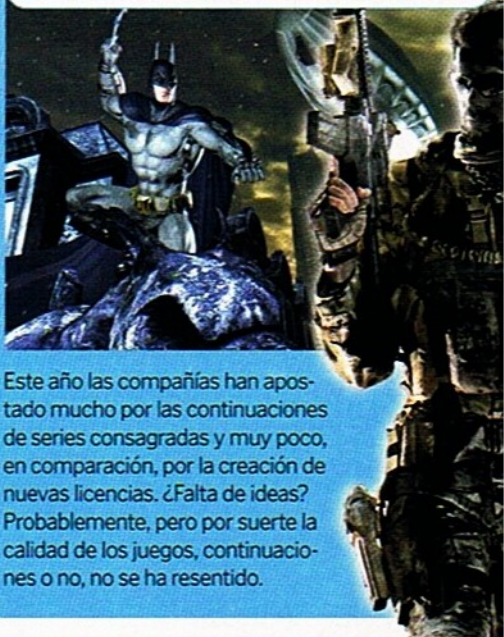 Este año las compañías han apos-
tado mucho por las continuaciones
de series consagradas y muy poco,
en comparación, por la creación de
nuevas licencias. ¿Falta de ideas?
Probablemente, pero por suerte la
calidad de los juegos, continuacio-
nes o no, no se ha resentido.